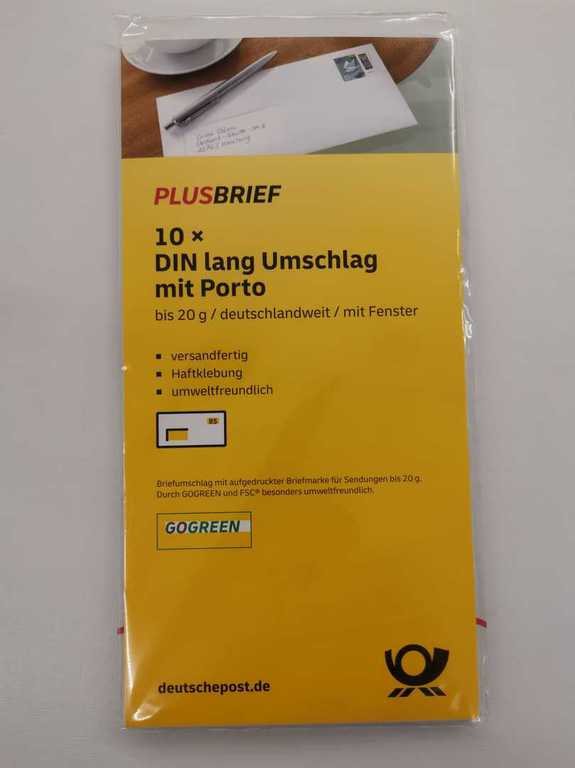 PLUSBRIEF
10 ×
DIN lang Umschlag
mit Porto
bis 20 g / deutschlandweit / mit Fenster
▪ versandfertig
▪ Haftklebung
▪ umweltfreundlich
85
Briefumschlag mit aufgedruckter Briefmarke für Sendungen bis 20 g.
Durch GOGREEN und FSC® besonders umweltfreundlich.
GOGREEN
deutschepost.de